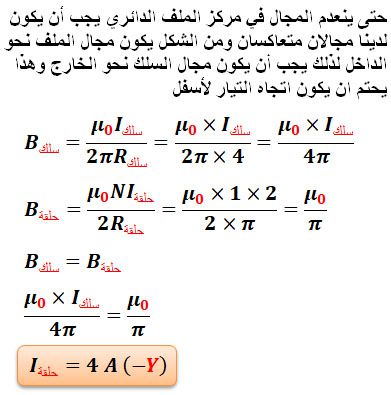 حتى ينعدم المجال في مركز الملف الدائري يجب أن يكون
لدينا مجالان متعاكسان ومن الشكل يكون مجال الملف نحو
الداخل لذلك يجب أن يكون مجال السلك نحو الخارج وهذا
يحتم ان يكون اتجاه التيار لأسفل
B سلك = μ0 I سلك / 2π R سلك = μ0 × I سلك / 2π × 4 = μ0 × I سلك / 4π
B حلقة = μ0 N I حلقة / 2R حلقة = μ0 × 1 × 2 / 2 × π = μ0 / π
B سلك = B حلقة
μ0 × I سلك / 4π = μ0 / π
I حلقة = 4 A (−Y)